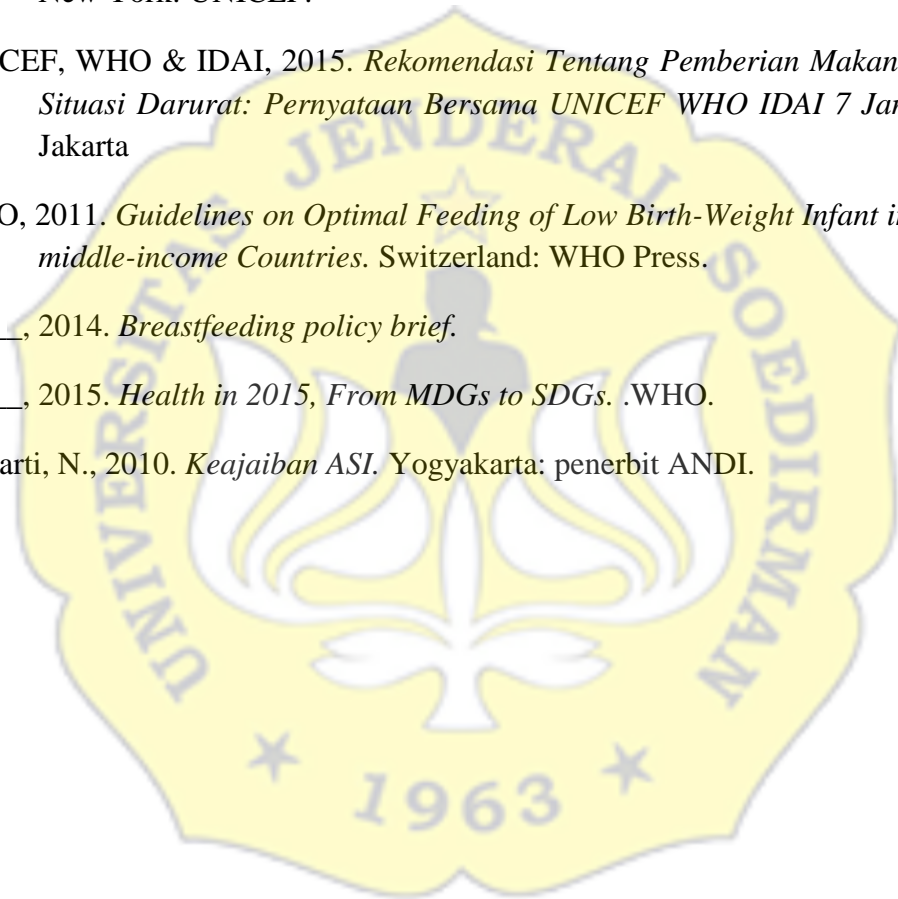 New York: UNICEF.
CEF, WHO & IDAI, 2015. Rekomendasi Tentang Pemberian Makan
Situasi Darurat: Pernyataan Bersama UNICEF WHO IDAI 7 Jan
Jakarta
O, 2011. Guidelines on Optimal Feeding of Low Birth-Weight Infant in
middle-income Countries. Switzerland: WHO Press.
__, 2014. Breastfeeding policy brief.
__, 2015. Health in 2015, From MDGs to SDGs. .WHO.
arti, N., 2010. Keajaiban ASI. Yogyakarta: penerbit ANDI.
UNIVERSITAS JENDERAL SOEDIRMAN
1963